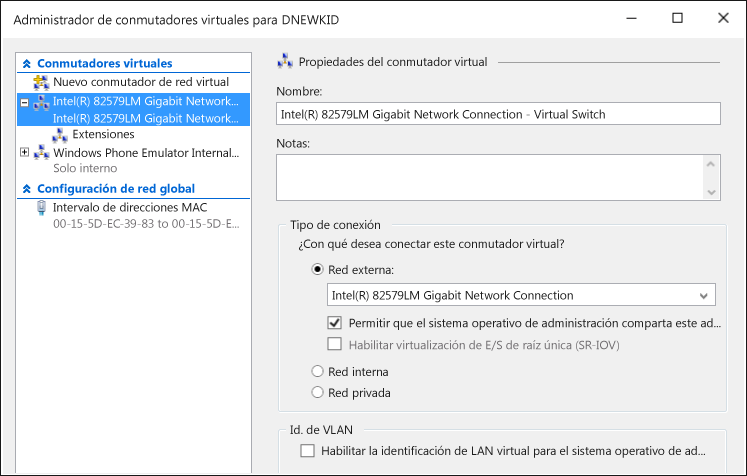 Administrador de conmutadores virtuales para DNEWKID
Conmutadores virtuales
Nuevo conmutador de red virtual
Intel(R) 82579LM Gigabit Network...
Intel(R) 82579LM Gigabit Network...
Extensiones
Windows Phone Emulator Internal...
Solo interno
Configuración de red global
Intervalo de direcciones MAC
00-15-5D-EC-39-83 to 00-15-5D-E...
Propiedades del conmutador virtual
Nombre:
Intel(R) 82579LM Gigabit Network Connection - Virtual Switch
Notas:
Tipo de conexión
¿Con qué desea conectar este conmutador virtual?
Red externa:
Intel(R) 82579LM Gigabit Network Connection
Permitir que el sistema operativo de administración comparta este ad...
Habilitar virtualización de E/S de raíz única (SR-IOV)
Red interna
Red privada
Id. de VLAN
Habilitar la identificación de LAN virtual para el sistema operativo de ad...